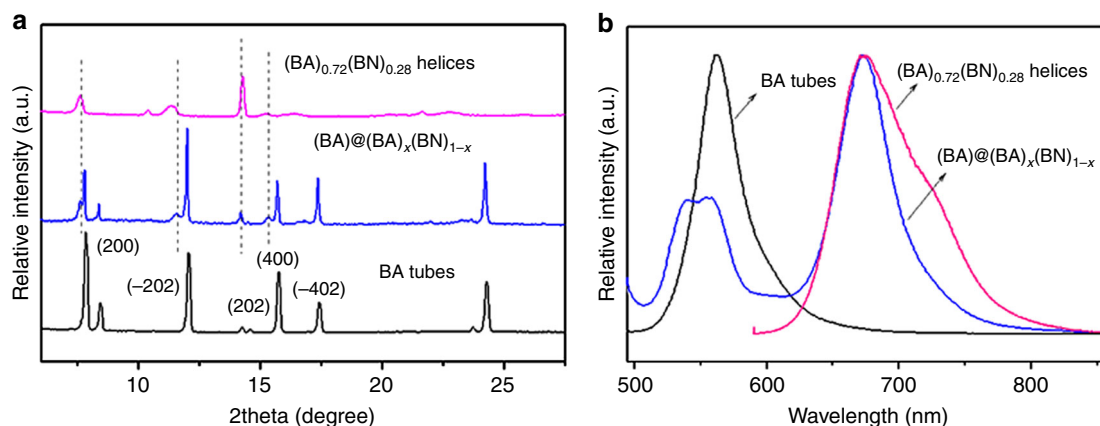 a
Relative intensity (a.u.)
(BA)0.72(BN)0.28 helices
(BA)@(BA)x(BN)1–x
BA tubes
(200)
(–202)
(202)
(400)
(–402)
10 15 20 25
2theta (degree)
b
Relative intensity (a.u.)
BA tubes
(BA)0.72(BN)0.28 helices
(BA)@(BA)x(BN)1–x
500 600 700 800
Wavelength (nm)